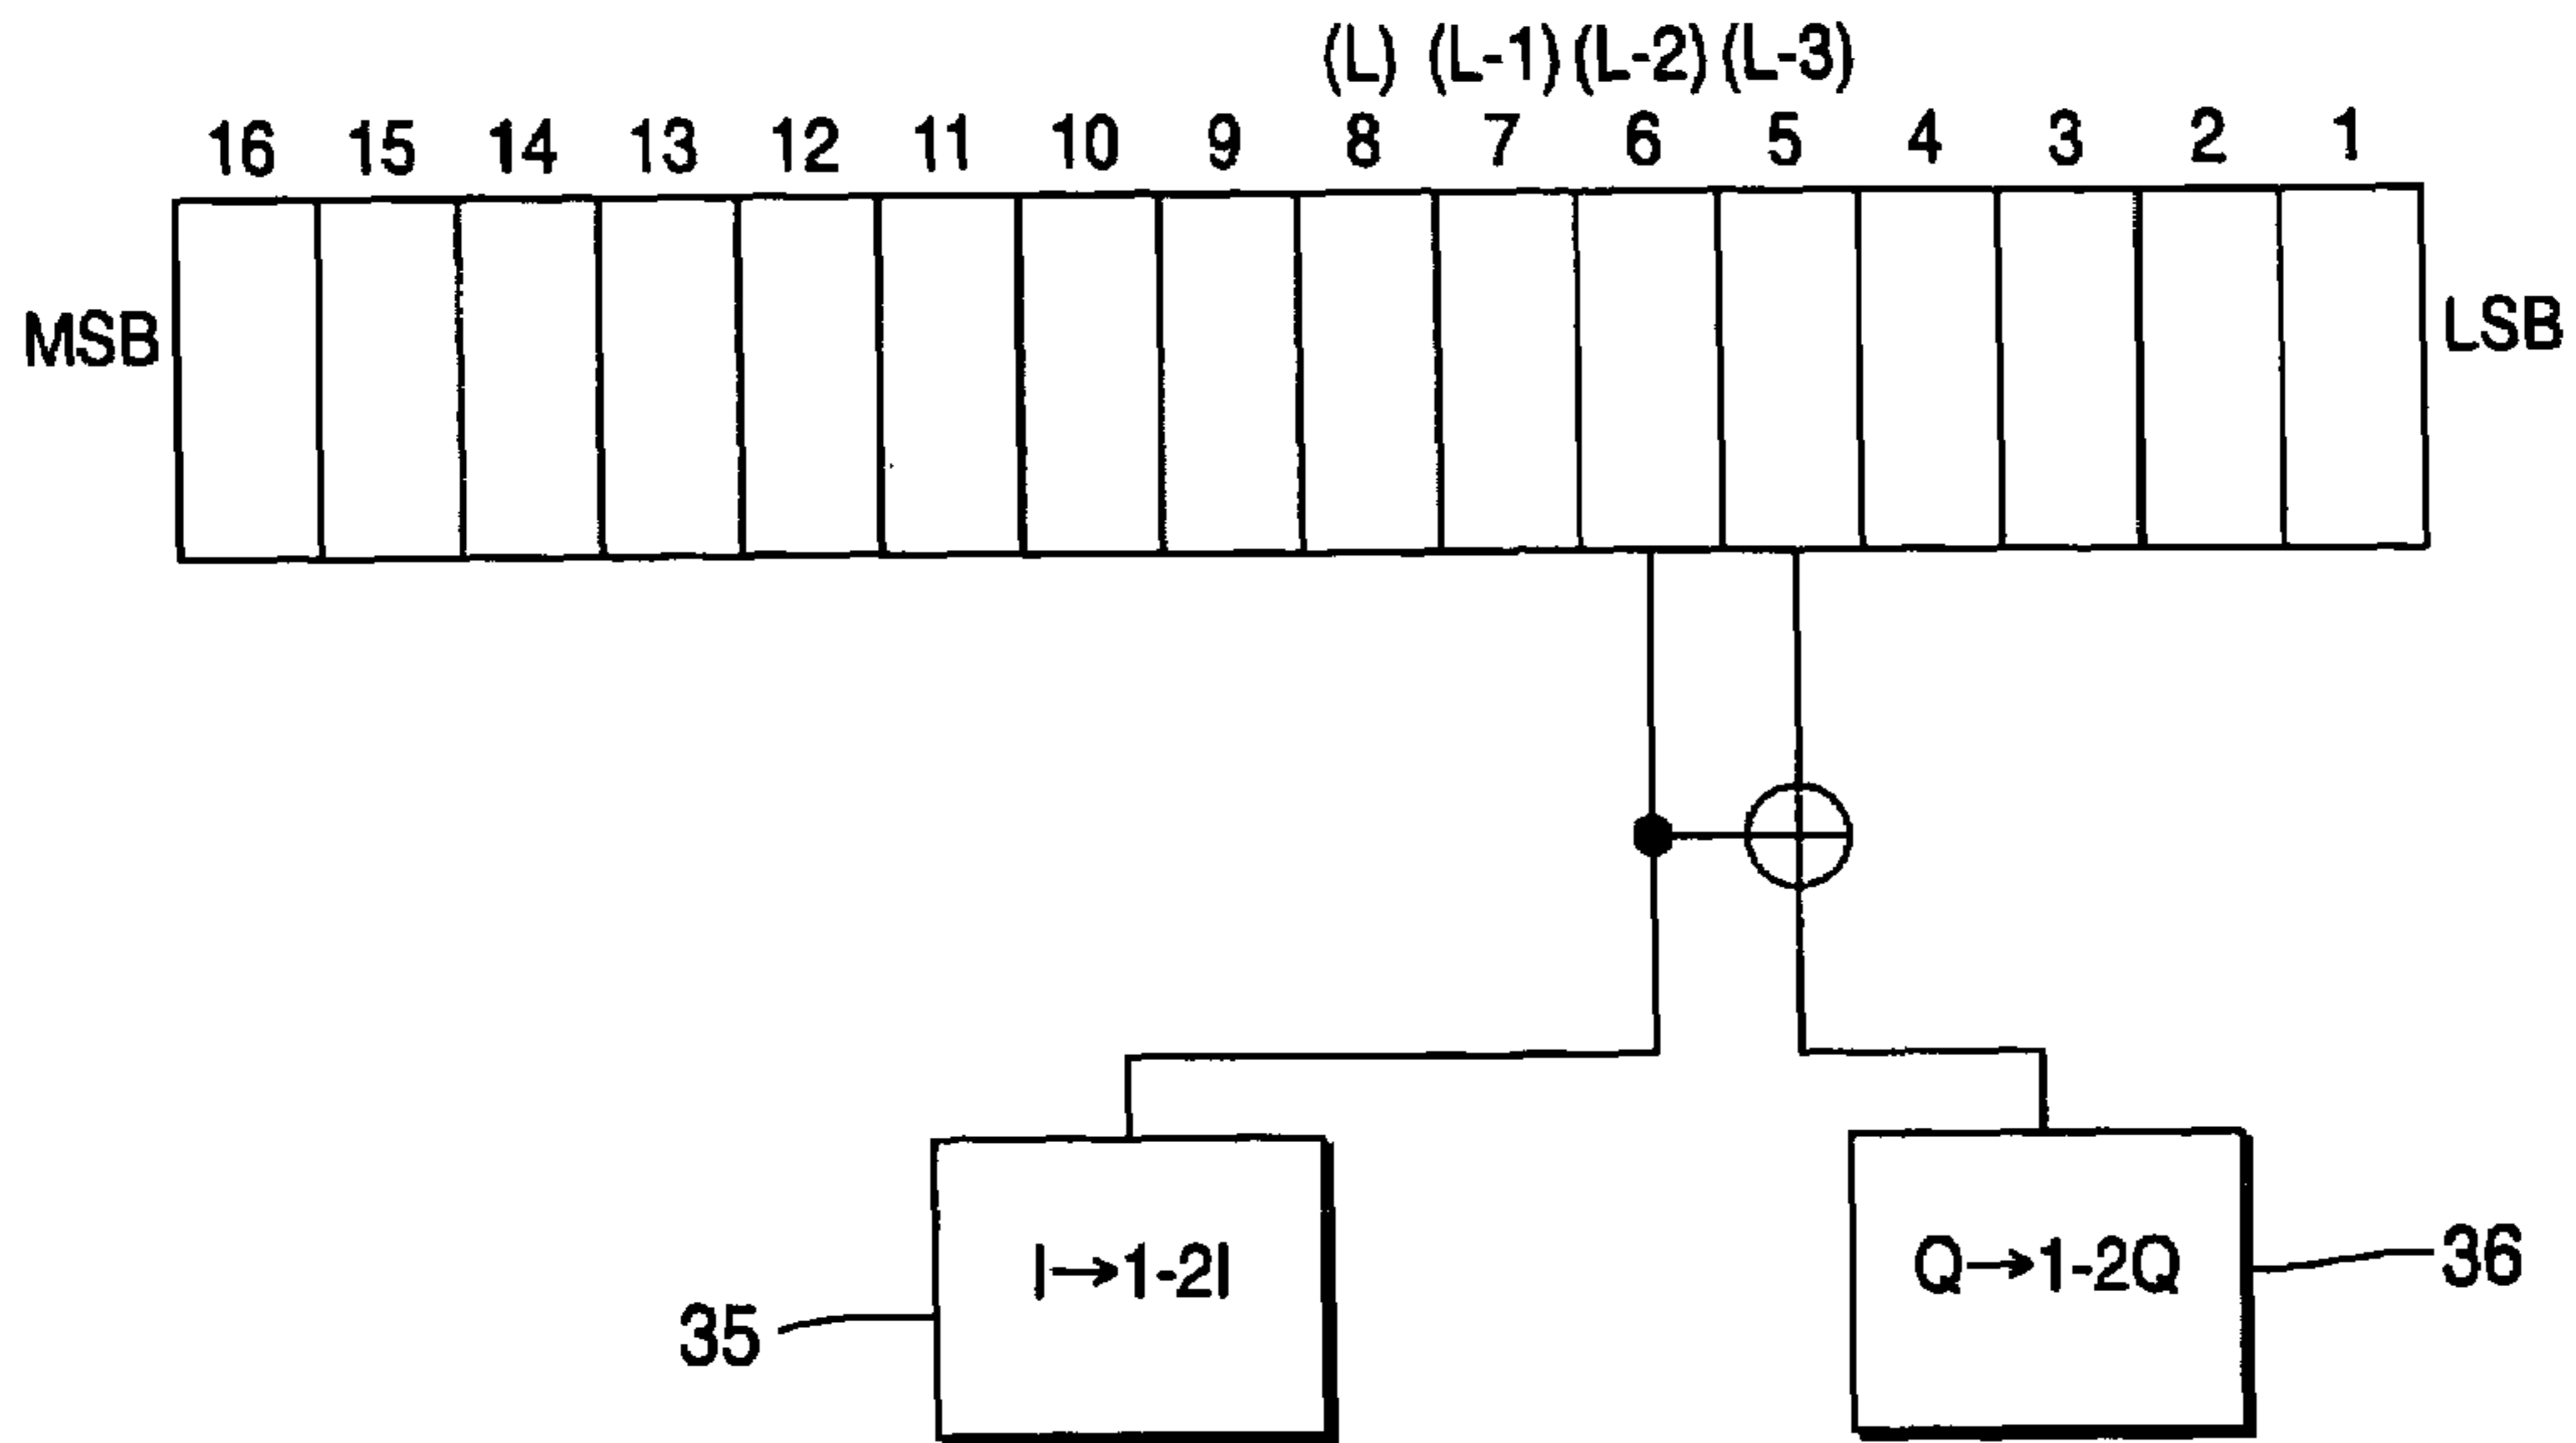 (L) (L-1) (L-2) (L-3)
16 15 14 13 12 11 10 9 8 7 6 5 4 3 2 1
MSB LSB
I→1-2I Q→1-2Q
35 36